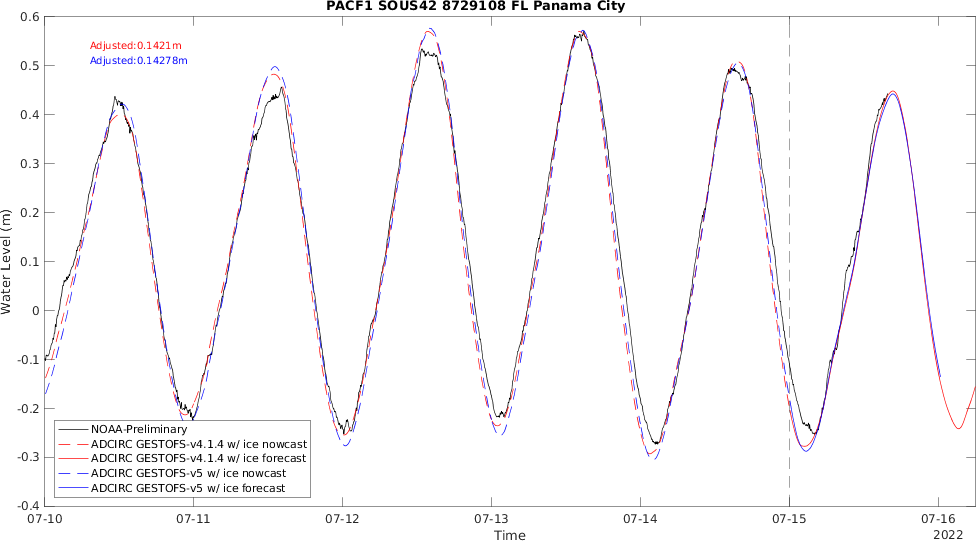 PACF1 SOUS42 8729108 FL Panama City
Adjusted:0.1421m
Adjusted:0.14278m
0.6
0.5
0.4
0.3
0.2
0.1
0
-0.1
-0.2
-0.3
-0.4
Water Level (m)
NOAA-Preliminary
ADCIRC GESTOFS-v4.1.4 w/ ice nowcast
ADCIRC GESTOFS-v4.1.4 w/ ice forecast
ADCIRC GESTOFS-v5 w/ ice nowcast
ADCIRC GESTOFS-v5 w/ ice forecast
07-10 07-11 07-12 07-13 07-14 07-15 07-16
Time
2022